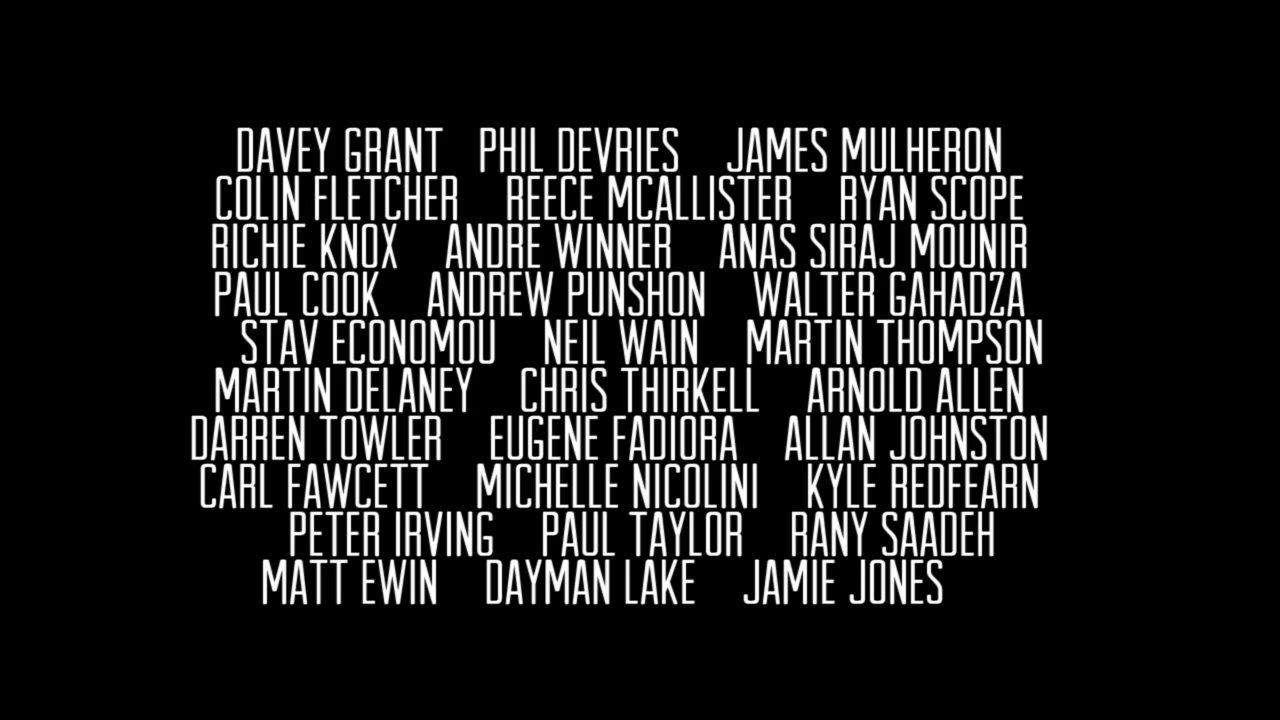 DAVEY GRANT PHIL DEVRIES JAMES MULHERON
COLIN FLETCHER REECE MCALLISTER RYAN SCOPE
RICHIE KNOX ANDRE WINNER ANAS SIRAJ MOUNIR
PAUL COOK ANDREW PUNSHON WALTER GAHADZA
STAV ECONOMOU NEIL WAIN MARTIN THOMPSON
MARTIN DELANEY CHRIS THIRKELL ARNOLD ALLEN
DARREN TOWLER EUGENE FADIORA ALLAN JOHNSTON
CARL FAWCETT MICHELLE NICOLINI KYLE REDFEARN
PETER IRVING PAUL TAYLOR RANY SAADEH
MATT EWIN DAYMAN LAKE JAMIE JONES